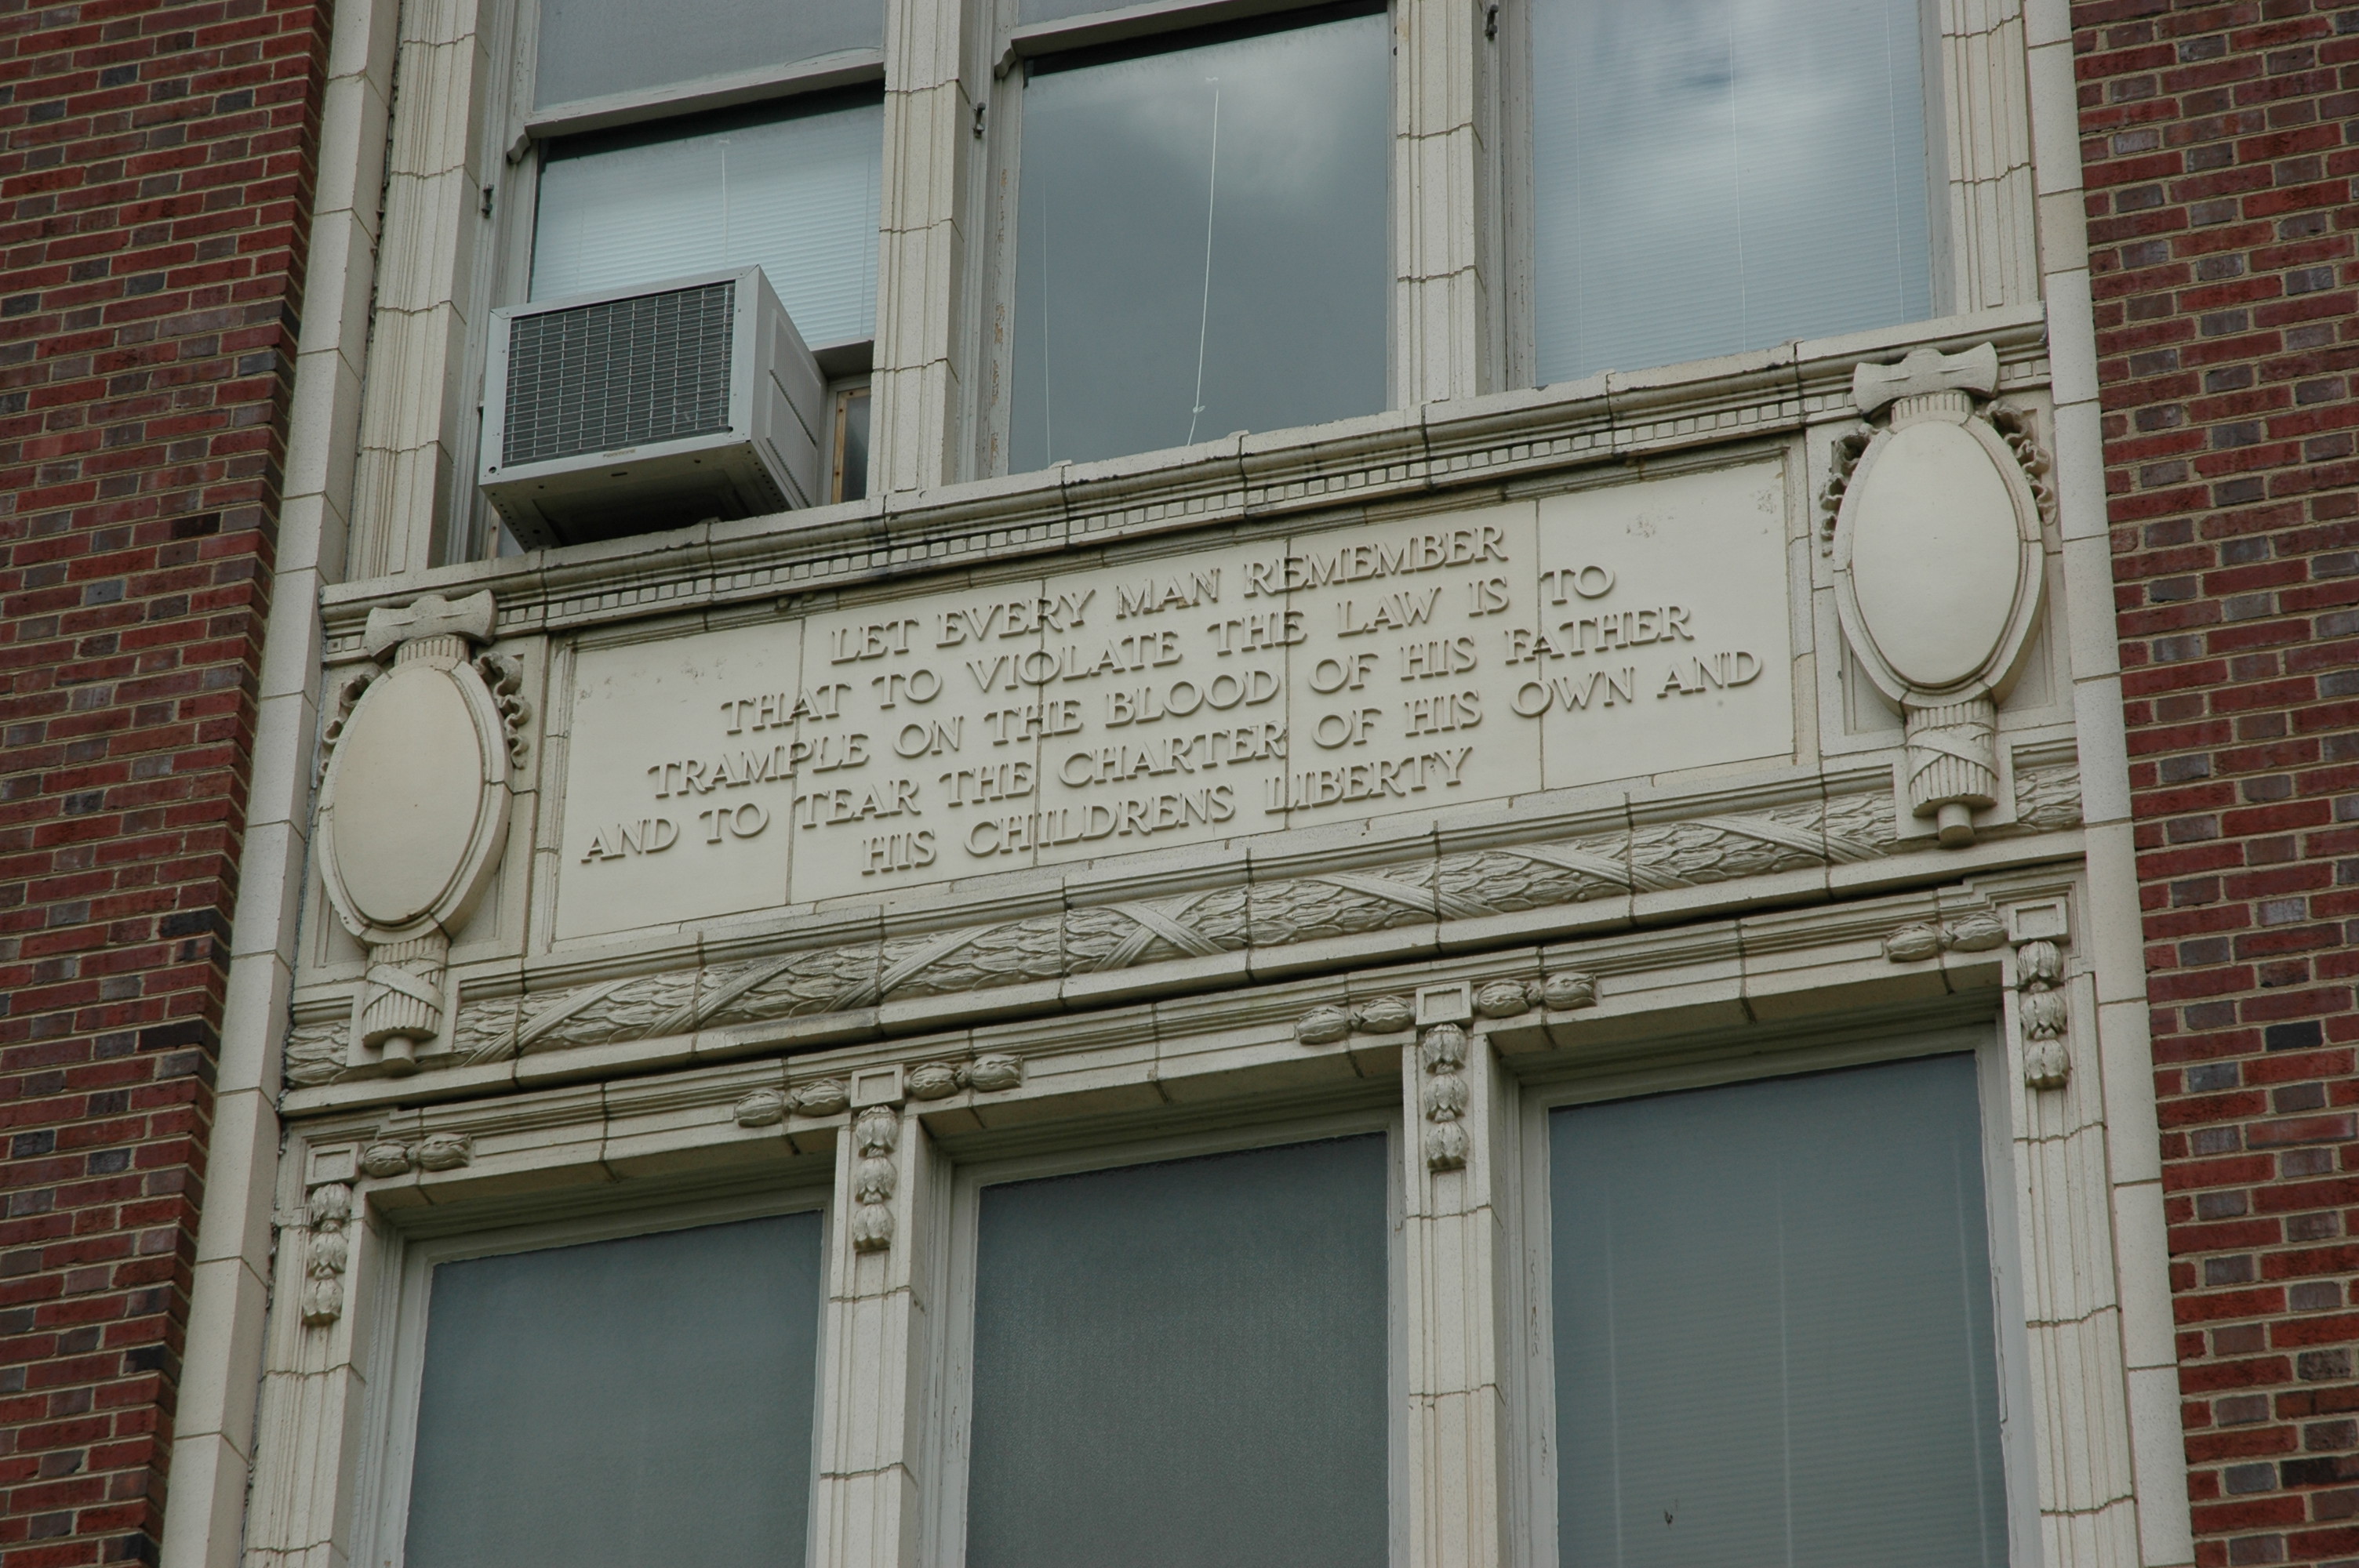 LET EVERY MAN REMEMBER
THAT TO VIOLATE THE LAW IS TO
TRAMPLE ON THE BLOOD OF HIS FATHER
AND TO TEAR THE CHARTER OF HIS OWN AND
HIS CHILDRENS LIBERTY